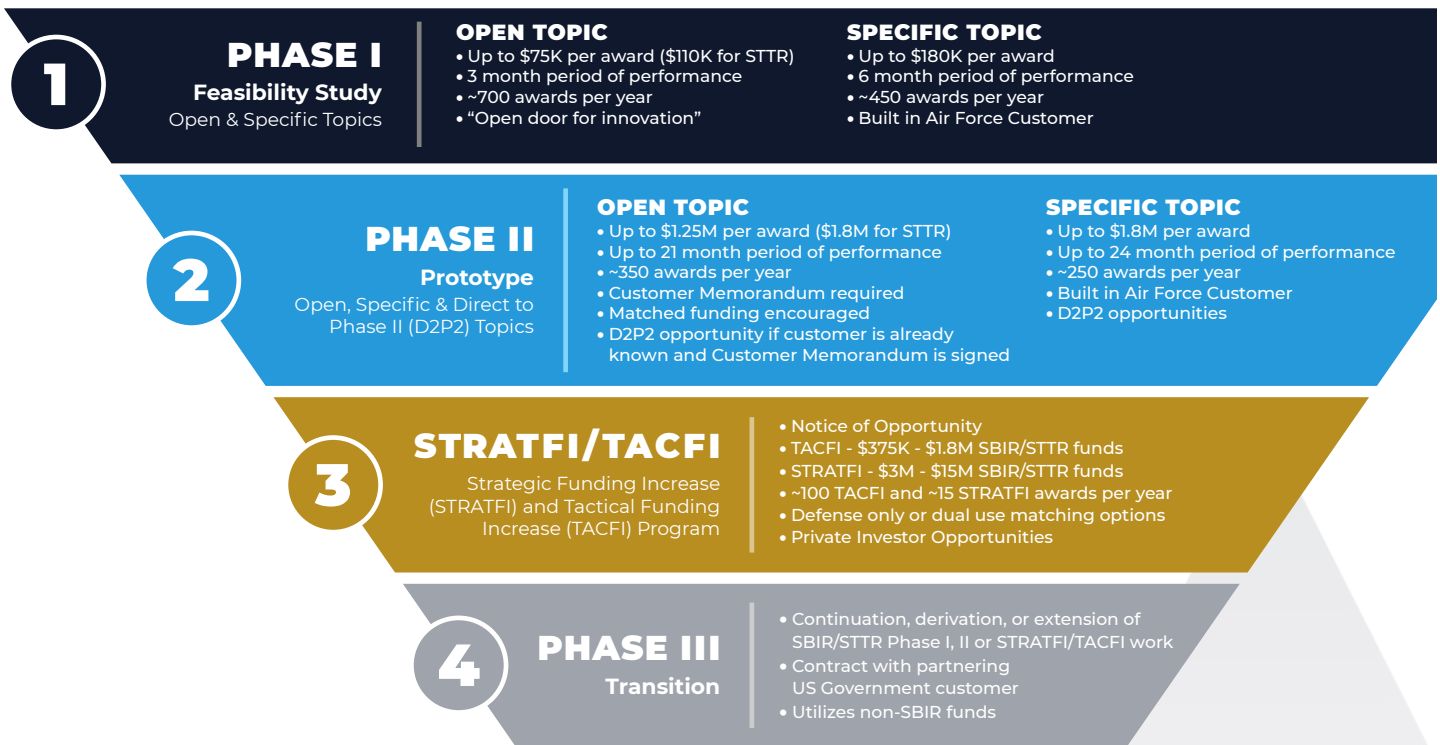 1
PHASE I
Feasibility Study
Open & Specific Topics
OPEN TOPIC
• Up to $75K per award ($110K for STTR)
• 3 month period of performance
• ~700 awards per year
• “Open door for innovation”
SPECIFIC TOPIC
• Up to $180K per award
• 6 month period of performance
• ~450 awards per year
• Built in Air Force Customer
2
PHASE II
Prototype
Open, Specific & Direct to
Phase II (D2P2) Topics
OPEN TOPIC
• Up to $1.25M per award ($1.8M for STTR)
• Up to 21 month period of performance
• ~350 awards per year
• Customer Memorandum required
• Matched funding encouraged
• D2P2 opportunity if customer is already
known and Customer Memorandum is signed
SPECIFIC TOPIC
• Up to $1.8M per award
• Up to 24 month period of performance
• ~250 awards per year
• Built in Air Force Customer
• D2P2 opportunities
3
STRATFI/TACFI
Strategic Funding Increase
(STRATFI) and Tactical Funding
Increase (TACFI) Program
• Notice of Opportunity
• TACFI - $375K - $1.8M SBIR/STTR funds
• STRATFI - $3M - $15M SBIR/STTR funds
• ~100 TACFI and ~15 STRATFI awards per year
• Defense only or dual use matching options
• Private Investor Opportunities
4
PHASE III
Transition
• Continuation, derivation, or extension of
SBIR/STTR Phase I, II or STRATFI/TACFI work
• Contract with partnering
US Government customer
• Utilizes non-SBIR funds